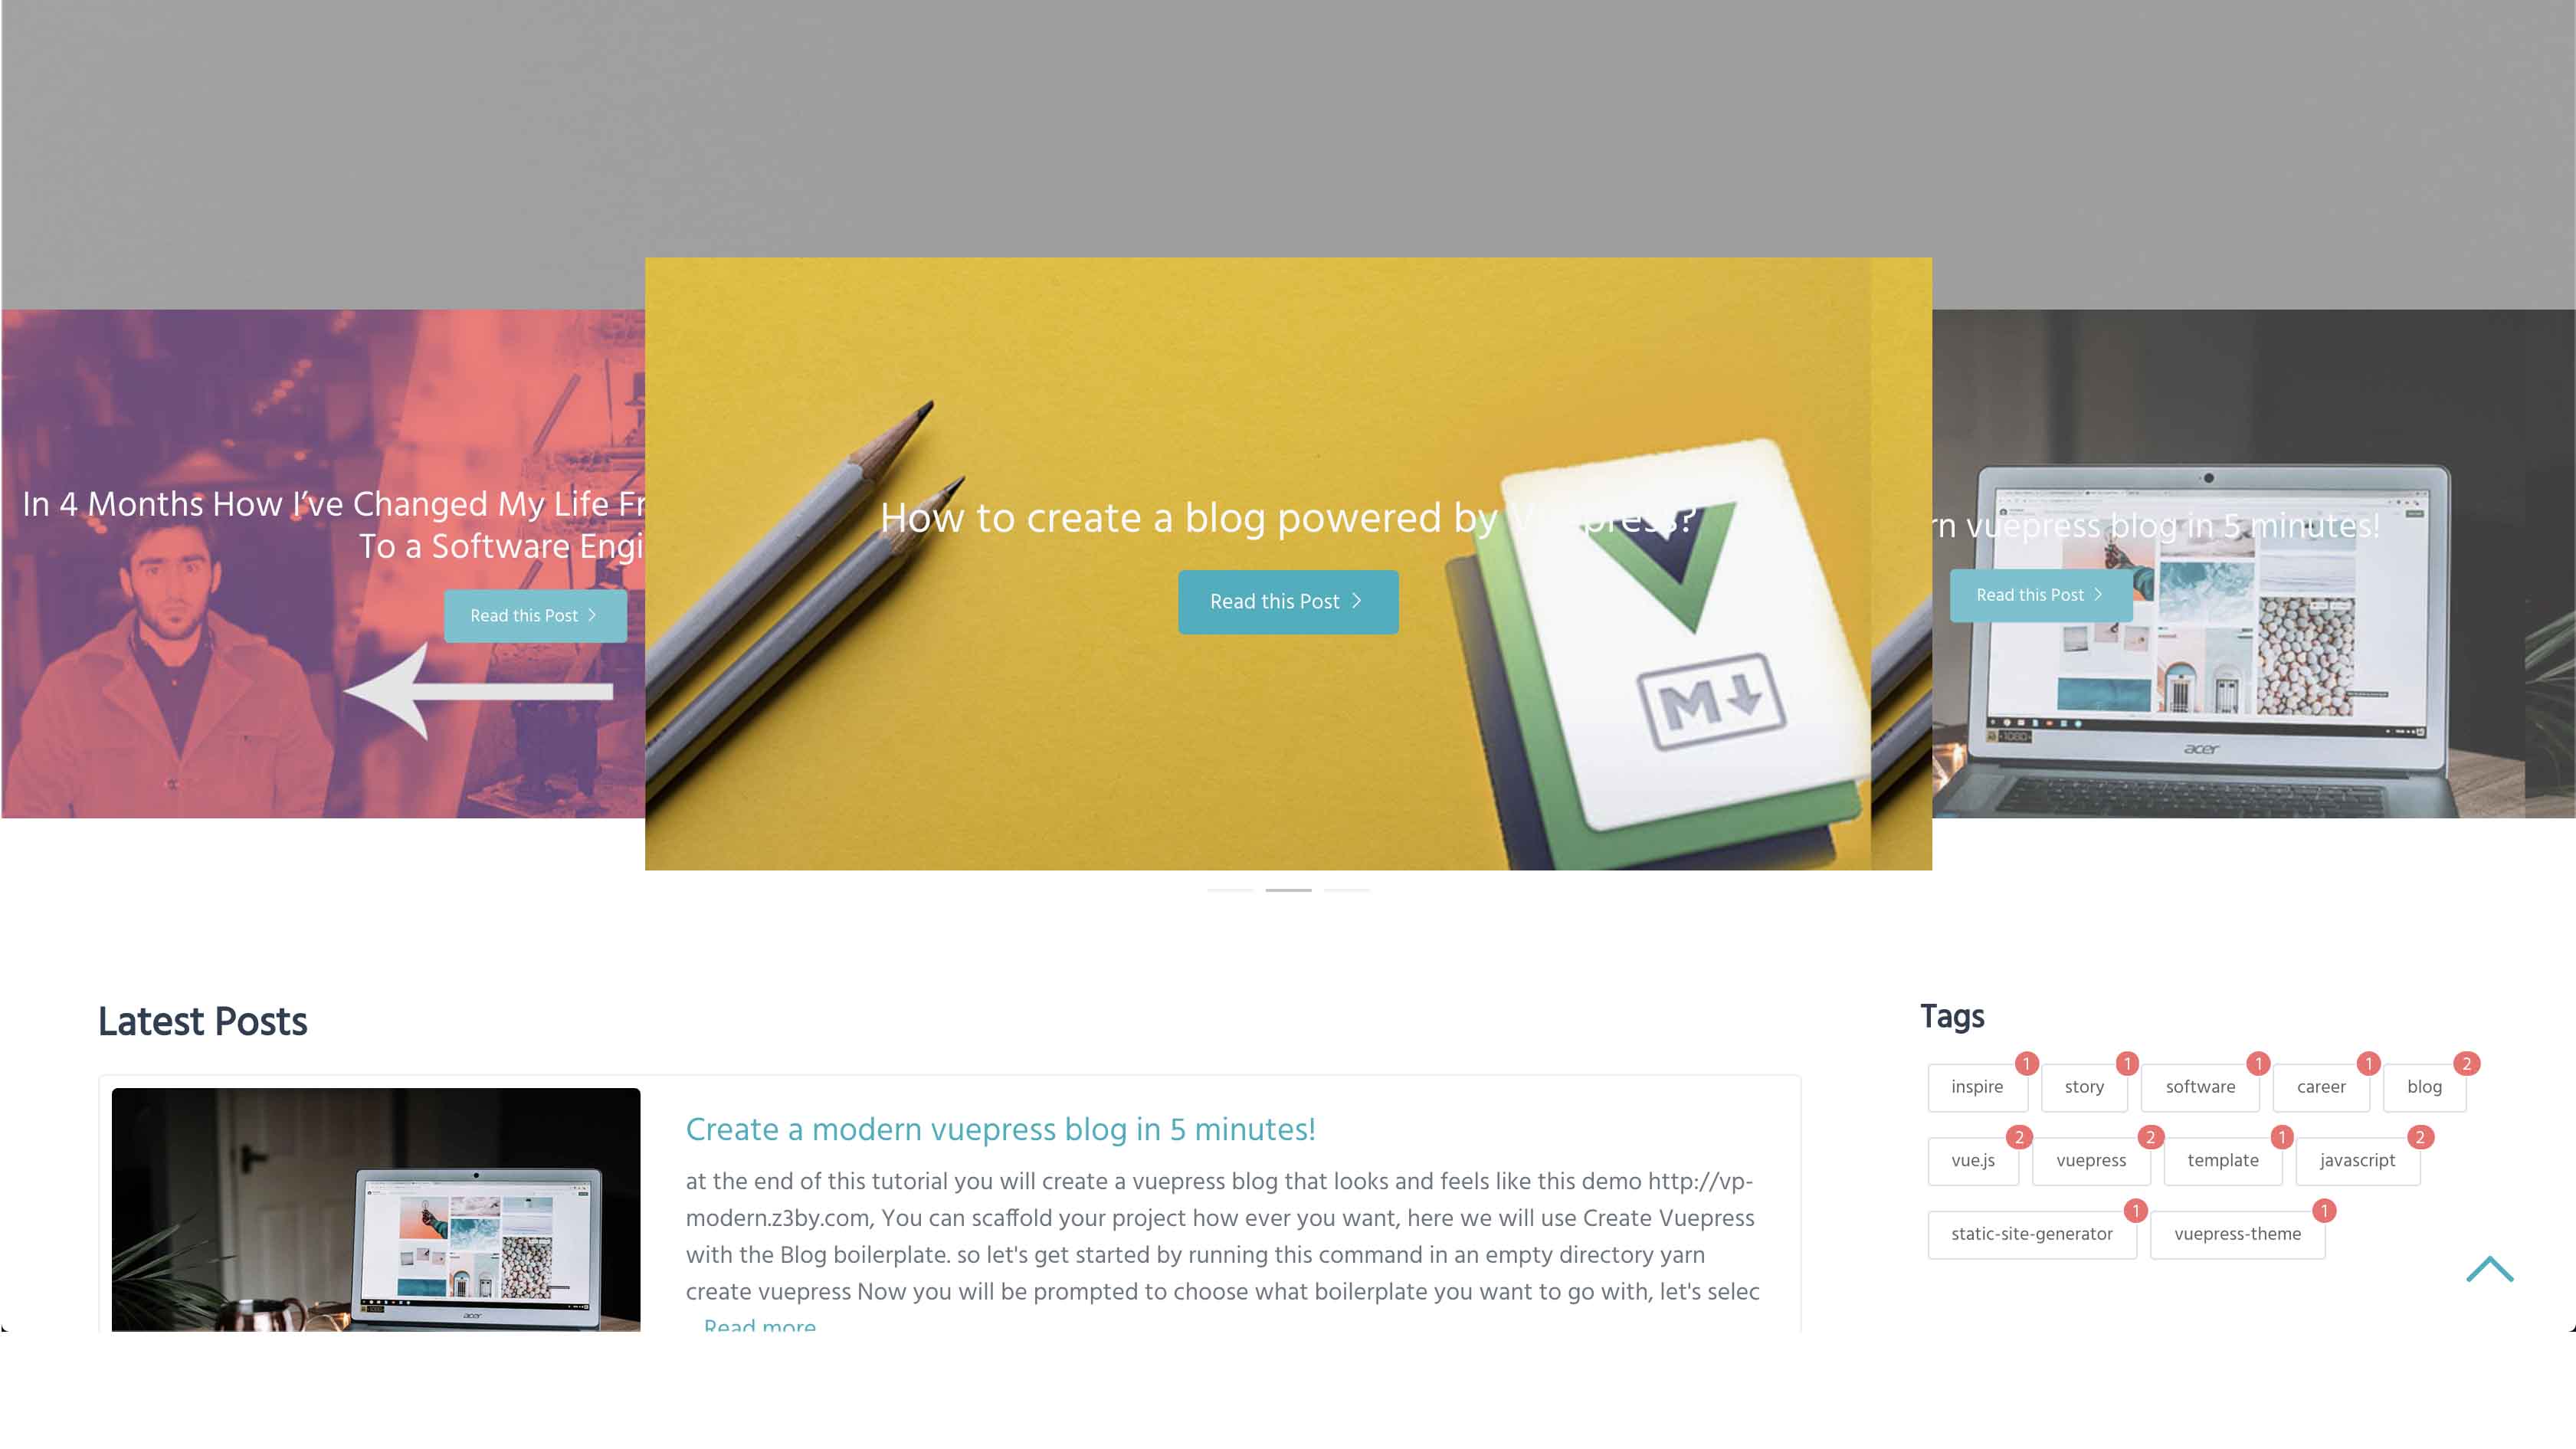 In 4 Months How I've Changed My Life Fr
To a Software Engi
Read this Post
How to create a blog powered by Vuepress?
Read this Post
M
rn vuepress blog in 5 minutes!
Read this Post
acer
Latest Posts
Create a modern vuepress blog in 5 minutes!
at the end of this tutorial you will create a vuepress blog that looks and feels like this demo http://vp-
modern.z3by.com, You can scaffold your project how ever you want, here we will use Create Vuepress
with the Blog boilerplate. so let's get started by running this command in an empty directory yarn
create vuepress Now you will be prompted to choose what boilerplate you want to go with, let's selec
... Read more
acer
Tags
inspire 1
story 1
software 1
career 1
blog 2
vue.js 2
vuepress 2
template 1
javascript 2
static-site-generator 1
vuepress-theme 1